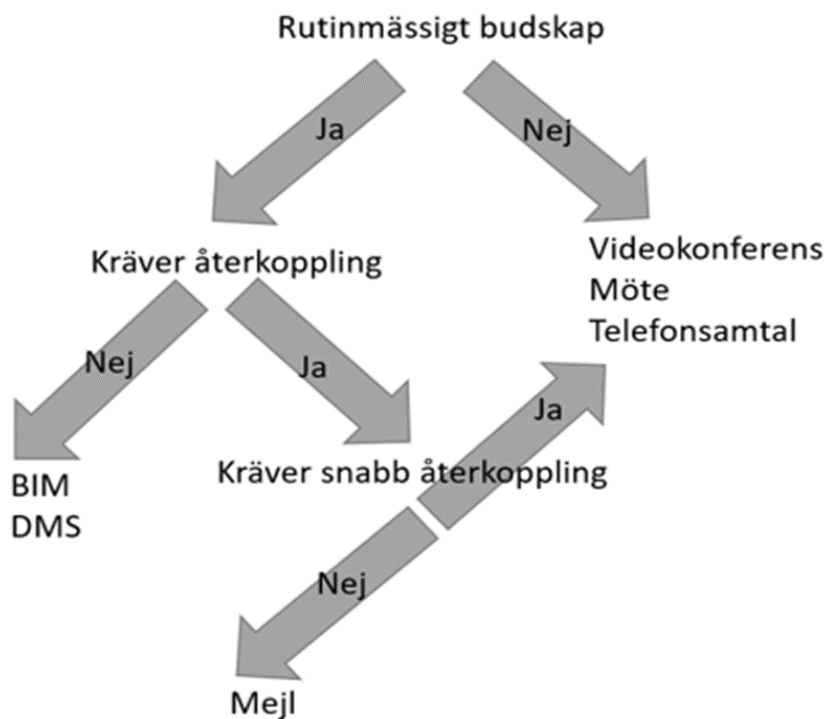 Rutinmässigt budskap
Ja
Nej
Kräver återkoppling
Videokonferens
Möte
Telefonsamtal
Nej
Ja
Ja
BIM
DMS
Kräver snabb återkoppling
Nej
Mejl